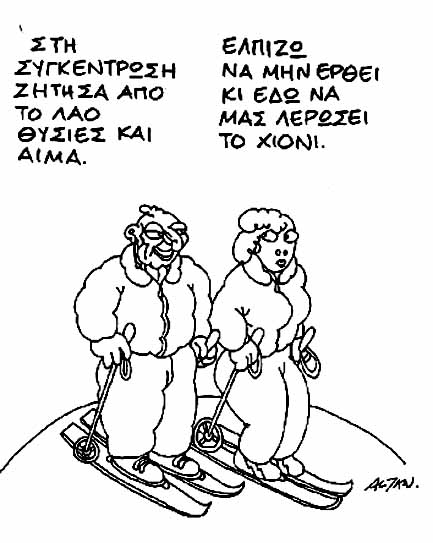 ΣΤΗ
ΣΥΓΚΕΝΤΡΩΣΗ
ΖΗΤΗΣΑ ΑΠΟ
ΤΟ ΛΑΟ
ΘΥΣΙΕΣ ΚΑΙ
ΑΙΜΑ.
ΕΛΠΙΖΩ
ΝΑ ΜΗΝ ΕΡΘΕΙ
ΚΙ ΕΔΩ ΝΑ
ΜΑΣ ΛΕΡΩΣΕΙ
ΤΟ ΧΙΟΝΙ.
ALTAN.